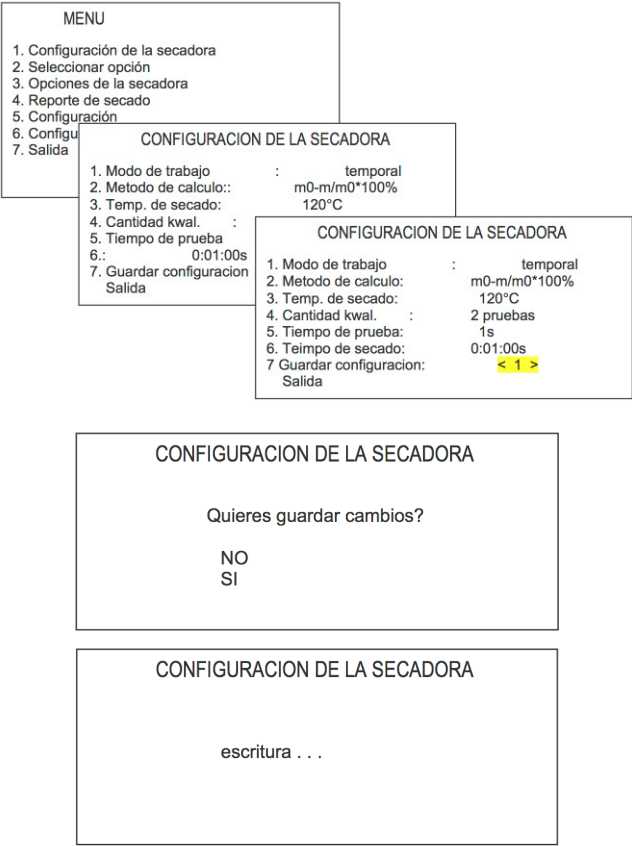 MENU
1. Configuración de la secadora
2. Seleccionar opción
3. Opciones de la secadora
4. Reporte de secado
5. Configuración
6. Configu
7. Salida
CONFIGURACION DE LA SECADORA
1. Modo de trabajo : temporal
2. Metodo de calculo:: m0-m/m0*100%
3. Temp. de secado: 120°C
4. Cantidad kwal. :
5. Tiempo de prueba
6.: 0:01:00s
7. Guardar configuracion
Salida
CONFIGURACION DE LA SECADORA
1. Modo de trabajo : temporal
2. Metodo de calculo: m0-m/m0*100%
3. Temp. de secado: 120°C
4. Cantidad kwal. : 2 pruebas
5. Tiempo de prueba: 1s
6. Teimpo de secado: 0:01:00s
7 Guardar configuracion: < 1 >
Salida
CONFIGURACION DE LA SECADORA
Quieres guardar cambios?
NO
SI
CONFIGURACION DE LA SECADORA
escritura . . .